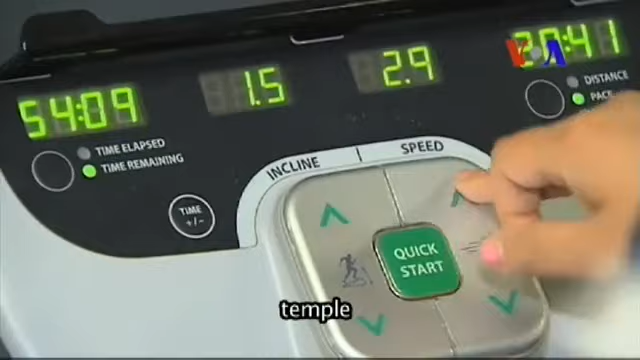 54:09
1.5
2.9
20:41
VOA
TIME ELAPSED
TIME REMAINING
DISTANCE
PACE
INCLINE
SPEED
TIME
+/-
QUICK
START
temple